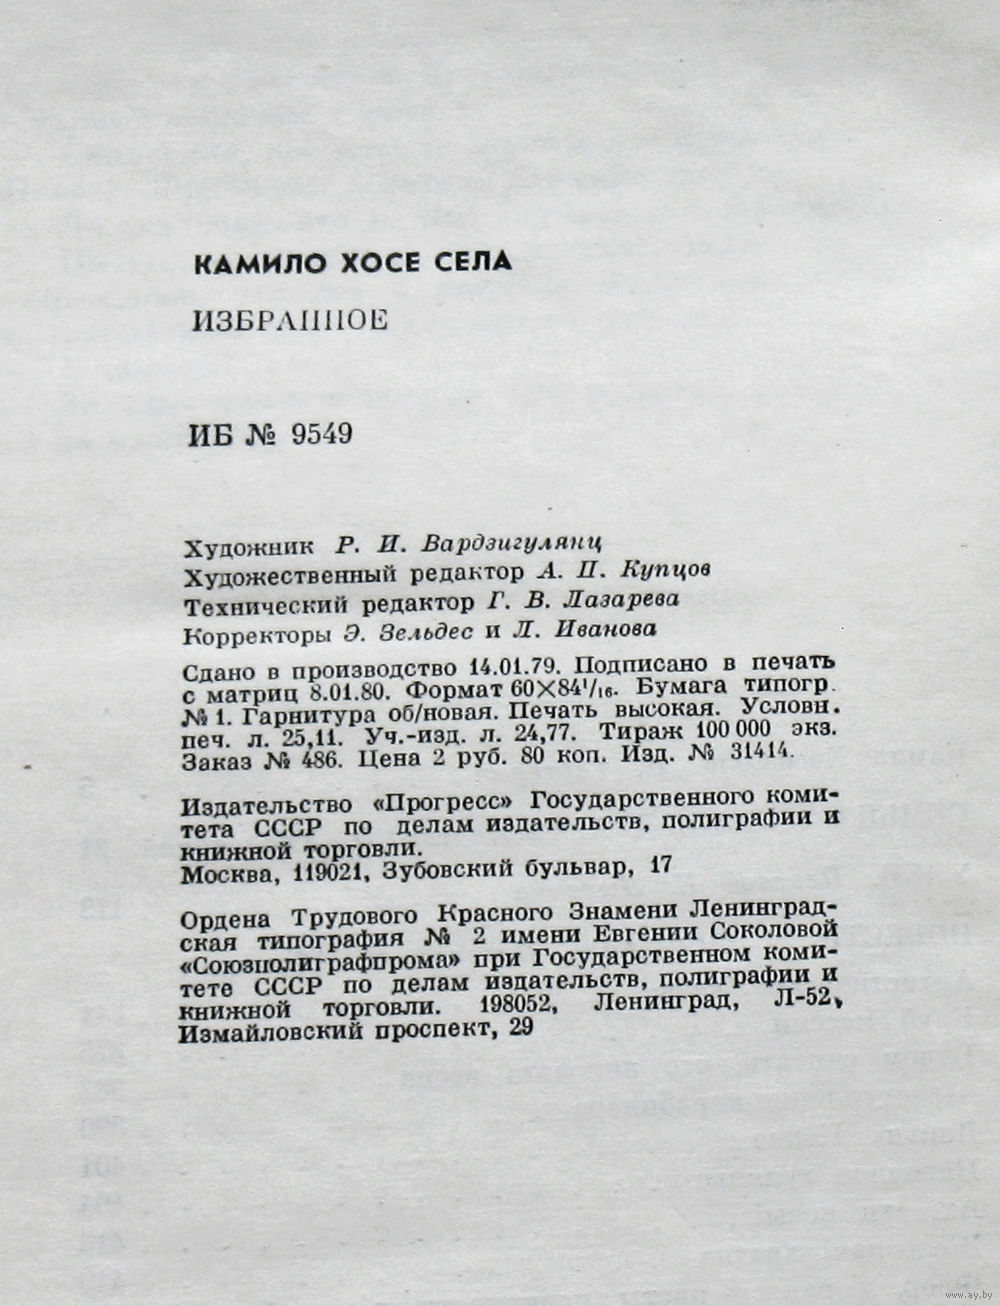 КАМИЛО ХОСЕ СЕЛА
ИЗБРАННОЕ
ИБ № 9549
Художник Р. И. Вардзигулянц
Художественный редактор А. П. Купцов
Технический редактор Г. В. Лазарева
Корректоры Э. Зельдес и Л. Иванова
Сдано в производство 14.01.79. Подписано в печать
с матриц 8.01.80. Формат 60×84¹/₁₆. Бумага типогр.
№ 1. Гарнитура об/новая. Печать высокая. Условн.
печ. л. 25,11. Уч.-изд. л. 24,77. Тираж 100 000 экз.
Заказ № 486. Цена 2 руб. 80 коп. Изд. № 31414.
Издательство «Прогресс» Государственного коми-
тета СССР по делам издательств, полиграфии и
книжной торговли.
Москва, 119021, Зубовский бульвар, 17
Ордена Трудового Красного Знамени Ленинград-
ская типография № 2 имени Евгении Соколовой
«Союзполиграфпрома» при Государственном коми-
тете СССР по делам издательств, полиграфии и
книжной торговли. 198052, Ленинград, Л-52,
Измайловский проспект, 29
www.ay.by